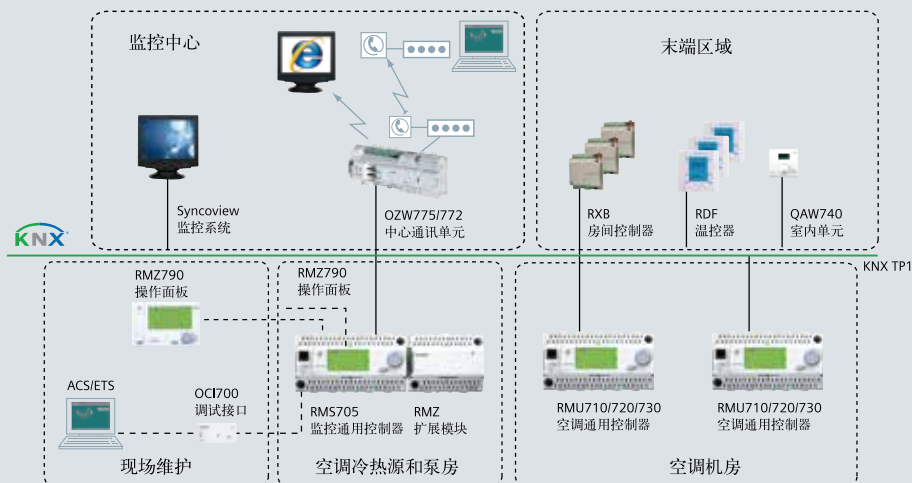 监控中心
末端区域
Syncoview
监控系统
OZW775/772
中心通讯单元
RXB
房间控制器
RDF
温控器
QAW740
室内单元
KNX
KNX TP1
RMZ790
操作面板
RMZ790
操作面板
ACS/ETS
OCI700
调试接口
RMS705
监控通用控制器
RMZ
扩展模块
RMU710/720/730
空调通用控制器
RMU710/720/730
空调通用控制器
现场维护
空调冷热源和泵房
空调机房